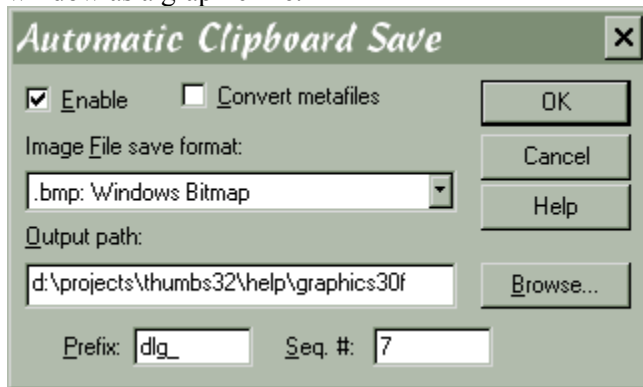 Automatic Clipboard Save
Enable Convert metafiles
OK
Image File save format:
Cancel
.bmp: Windows Bitmap
Help
Output path:
d:\projects\thumbs32\help\graphics30f
Browse...
Prefix: dlg_ Seq. #: 7